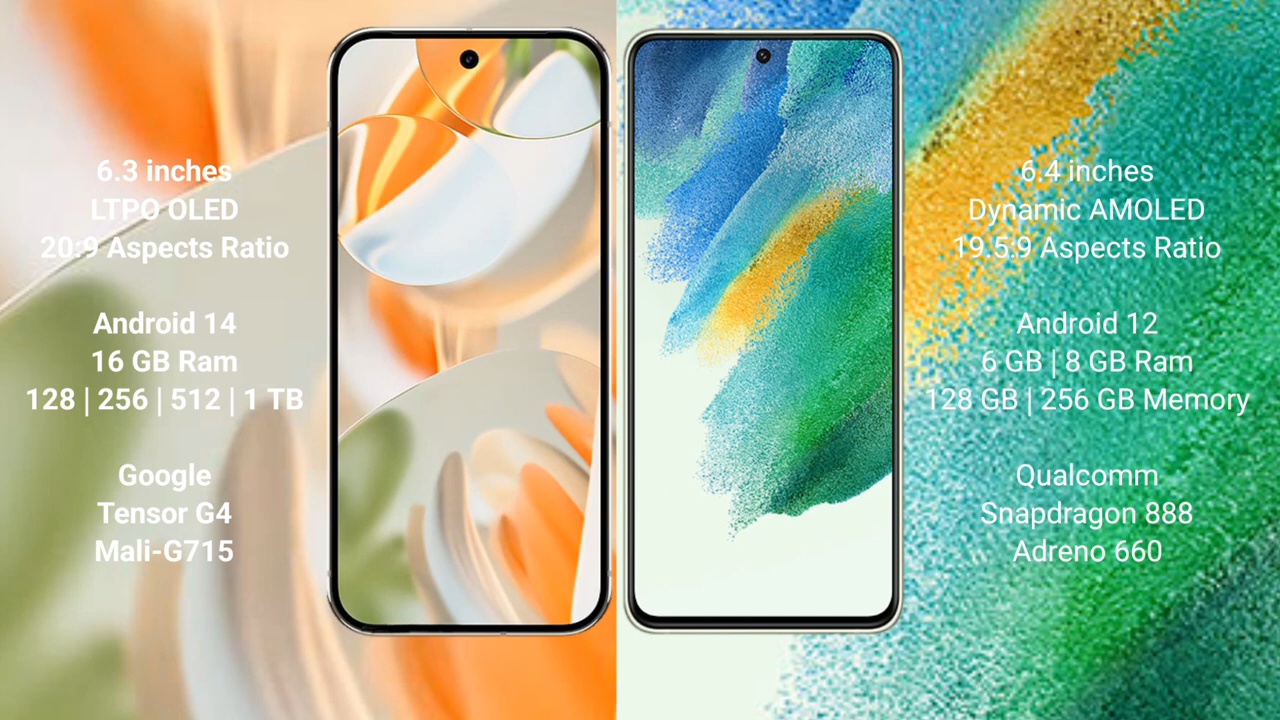 6.3 inches
LTPO OLED
20:9 Aspects Ratio
Android 14
16 GB Ram
128 | 256 | 512 | 1 TB
Google
Tensor G4
Mali-G715
6.4 inches
Dynamic AMOLED
19.5:9 Aspects Ratio
Android 12
6 GB | 8 GB Ram
128 GB | 256 GB Memory
Qualcomm
Snapdragon 888
Adreno 660